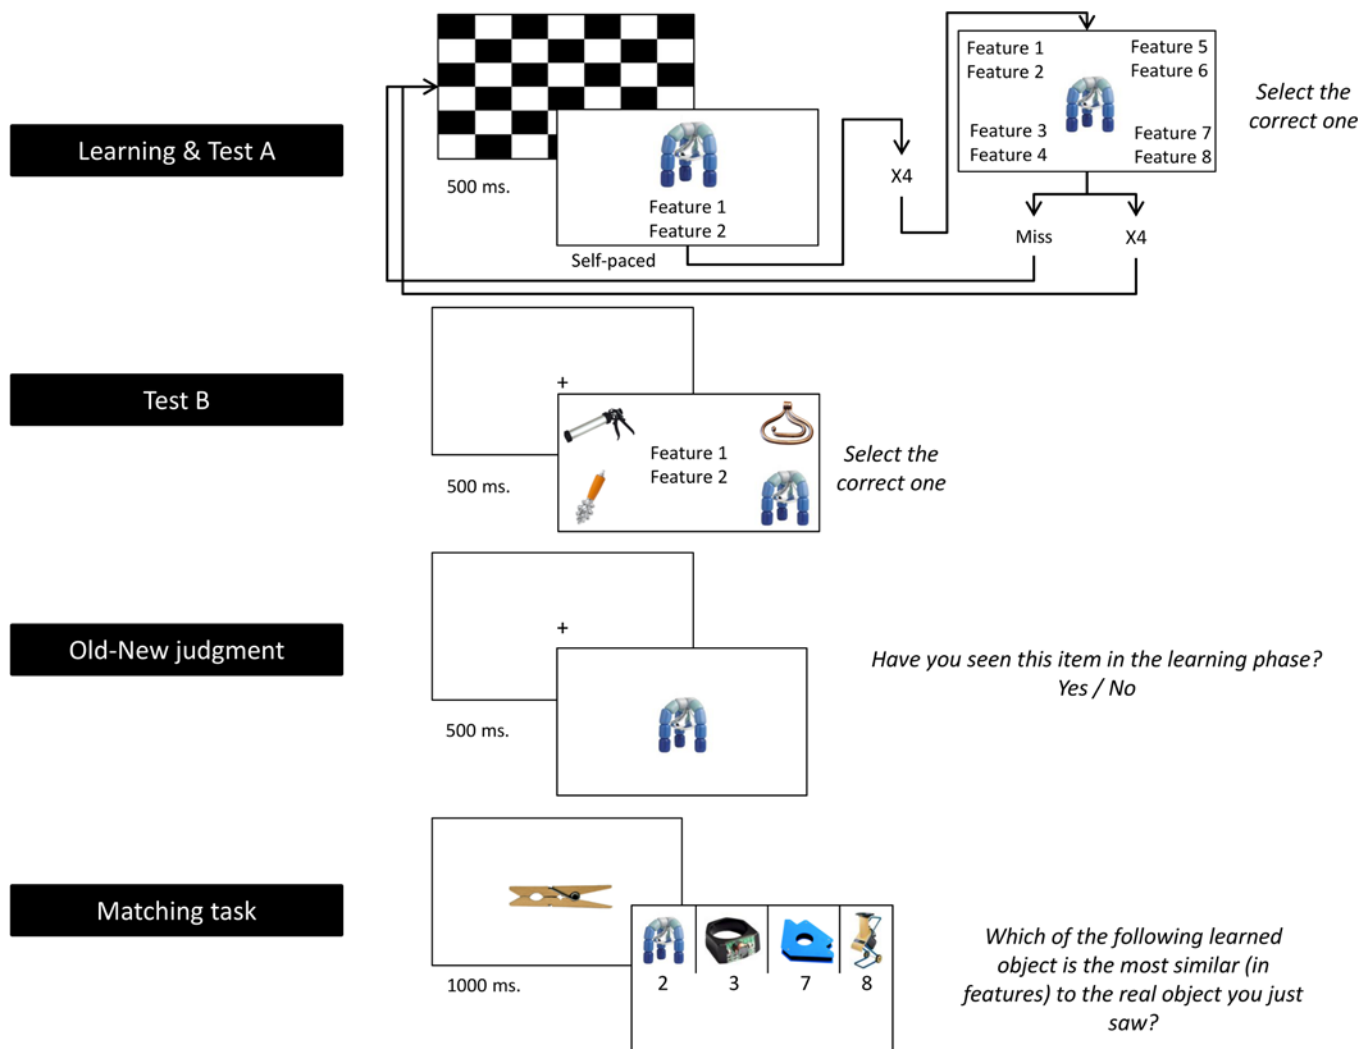 Learning & Test A
500 ms.
Feature 1
Feature 2
Self-paced
X4
Feature 1
Feature 2
Feature 5
Feature 6
Feature 3
Feature 4
Feature 7
Feature 8
Select the
correct one
Miss
X4
Test B
+
500 ms.
Feature 1
Feature 2
Select the
correct one
Old-New judgment
+
500 ms.
Have you seen this item in the learning phase?
Yes / No
Matching task
1000 ms.
2 3 7 8
Which of the following learned
object is the most similar (in
features) to the real object you just
saw?